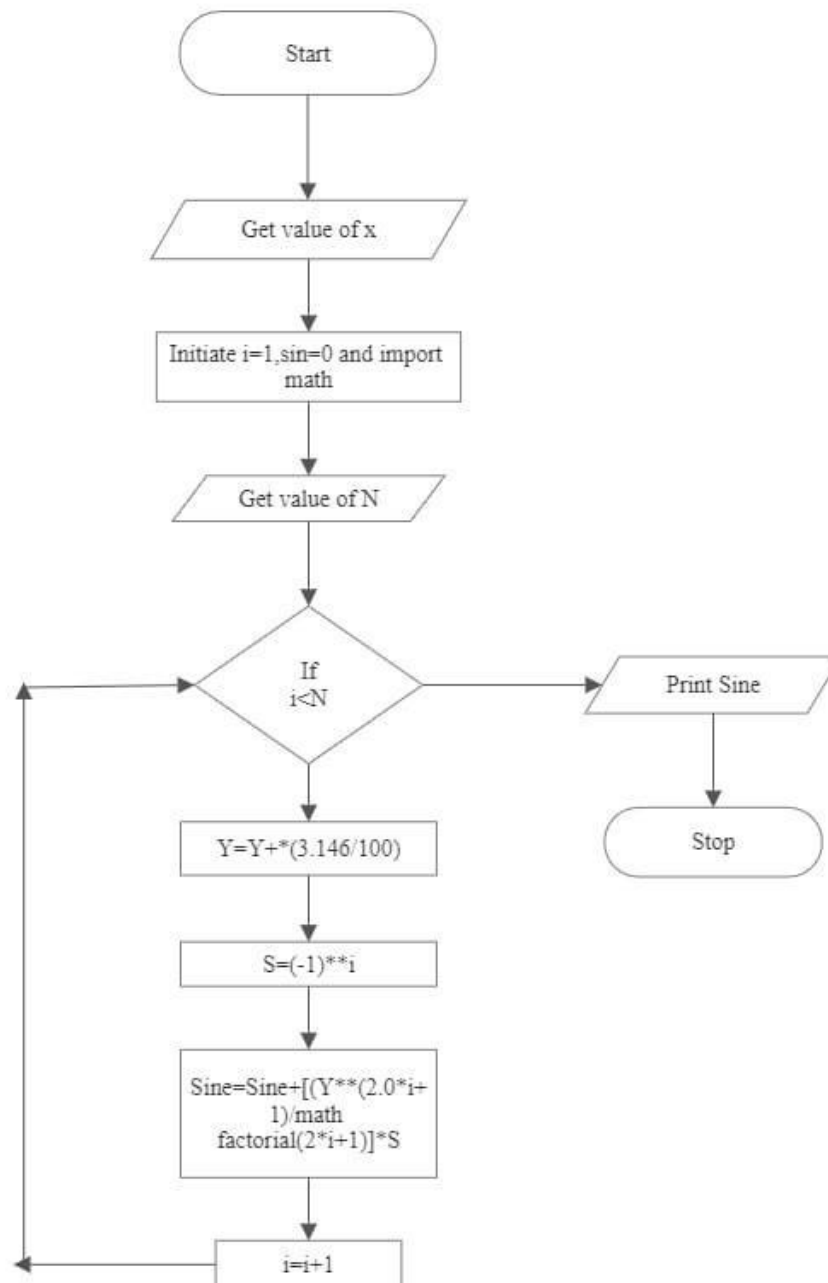 Start
Get value of x
Initiate i=1,sin=0 and import
math
Get value of N
If
i<N
Print Sine
Y=Y+*(3.146/100)
Stop
S=(-1)**i
Sine=Sine+[(Y**(2.0*i+
1)/math
factorial(2*i+1)]*S
i=i+1